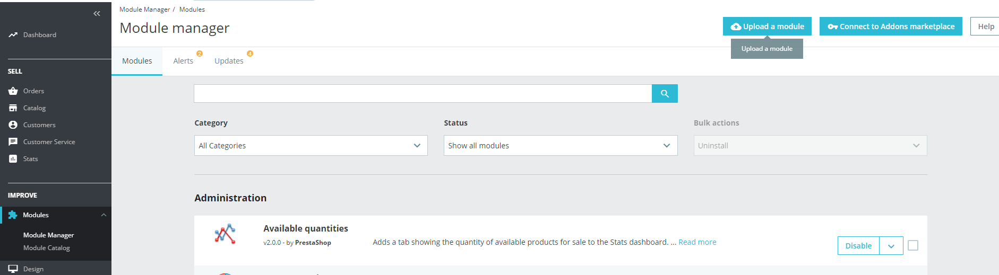 Module Manager / Modules
Module manager
Upload a module
Connect to Addons marketplace
Help
Upload a module
Dashboard
SELL
Orders
Catalog
Customers
Customer Service
Stats
IMPROVE
Modules
Module Manager
Module Catalog
Design
Modules
Alerts 2
Updates 4
Category
Status
Bulk actions
All Categories
Show all modules
Uninstall
Administration
Available quantities
v2.0.0 - by PrestaShop
Adds a tab showing the quantity of available products for sale to the Stats dashboard. ... Read more
Disable